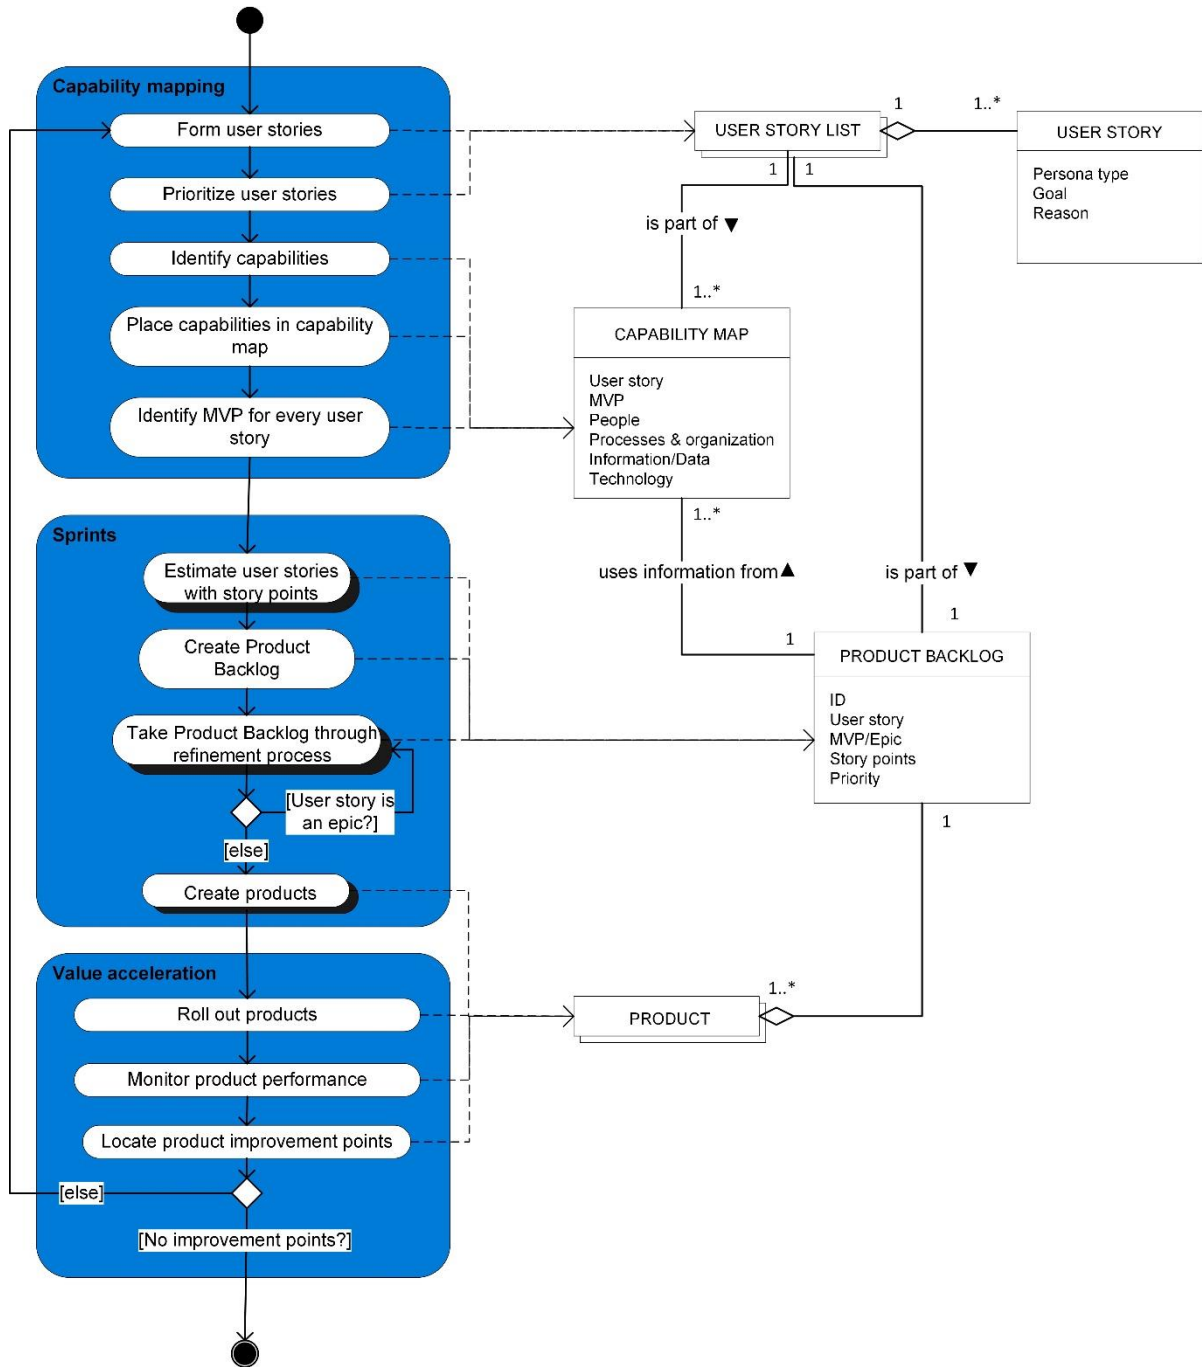 Capability mapping
Form user stories
Prioritize user stories
Identify capabilities
Place capabilities in capability
map
Identify MVP for every user
story
Sprints
Estimate user stories
with story points
Create Product
Backlog
Take Product Backlog through
refinement process
[User story is
an epic?]
[else]
Create products
Value acceleration
Roll out products
Monitor product performance
Locate product improvement points
[else]
[No improvement points?]
USER STORY LIST
1
1..*
USER STORY
Persona type
Goal
Reason
1
1
is part of ▼
1..*
CAPABILITY MAP
User story
MVP
People
Processes & organization
Information/Data
Technology
1..*
uses information from ▲
is part of ▼
1
1
PRODUCT BACKLOG
ID
User story
MVP/Epic
Story points
Priority
1
1..*
PRODUCT